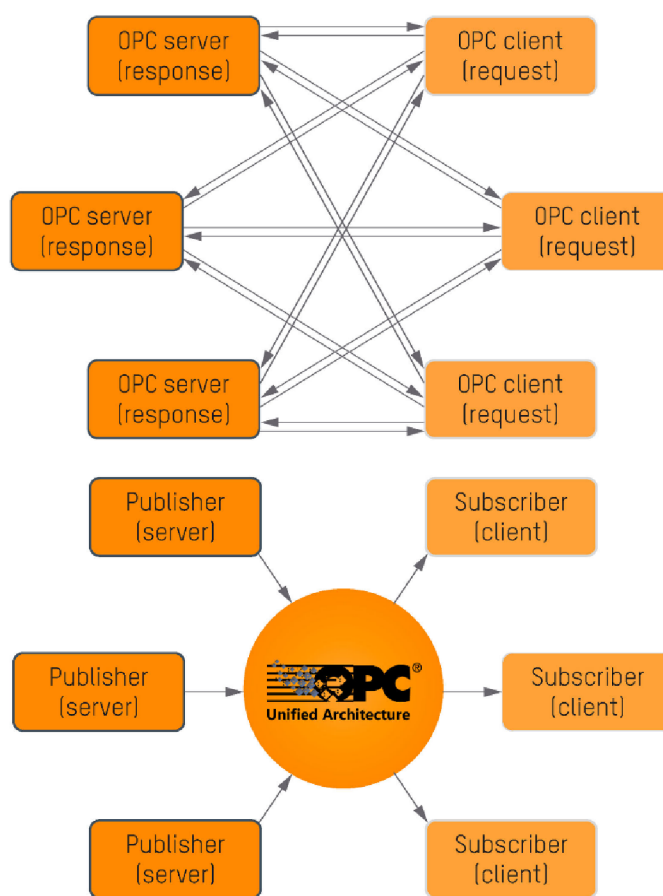 OPC server
(response)
OPC client
(request)
OPC server
(response)
OPC client
(request)
OPC server
(response)
OPC client
(request)
Publisher
(server)
Subscriber
(client)
Publisher
(server)
OPC®
Unified Architecture
Subscriber
(client)
Publisher
(server)
Subscriber
(client)